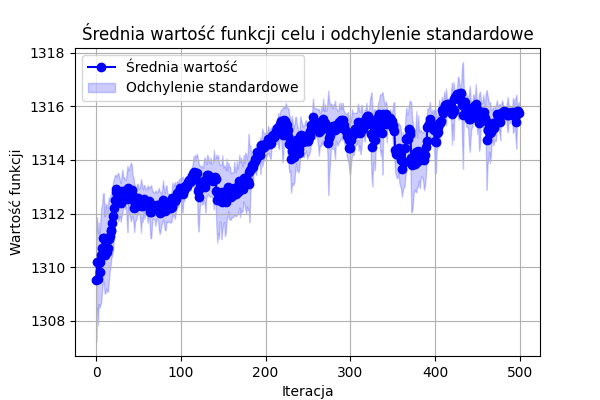 Średnia wartość funkcji celu i odchylenie standardowe
Średnia wartość
Odchylenie standardowe
Wartość funkcji
1318
1316
1314
1312
1310
1308
0 100 200 300 400 500
Iteracja